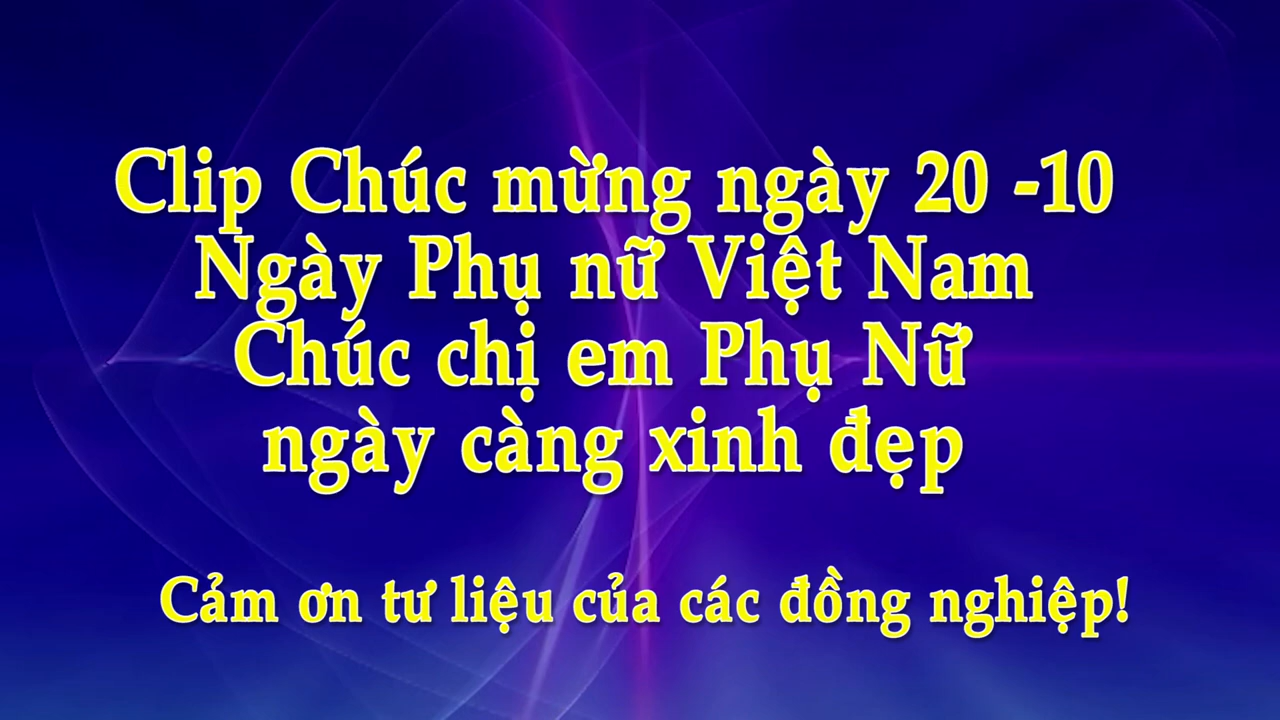 Clip Chúc mừng ngày 20 -10
Ngày Phụ nữ Việt Nam
Chúc chị em Phụ Nữ
ngày càng xinh đẹp
Cảm ơn tư liệu của các đồng nghiệp!